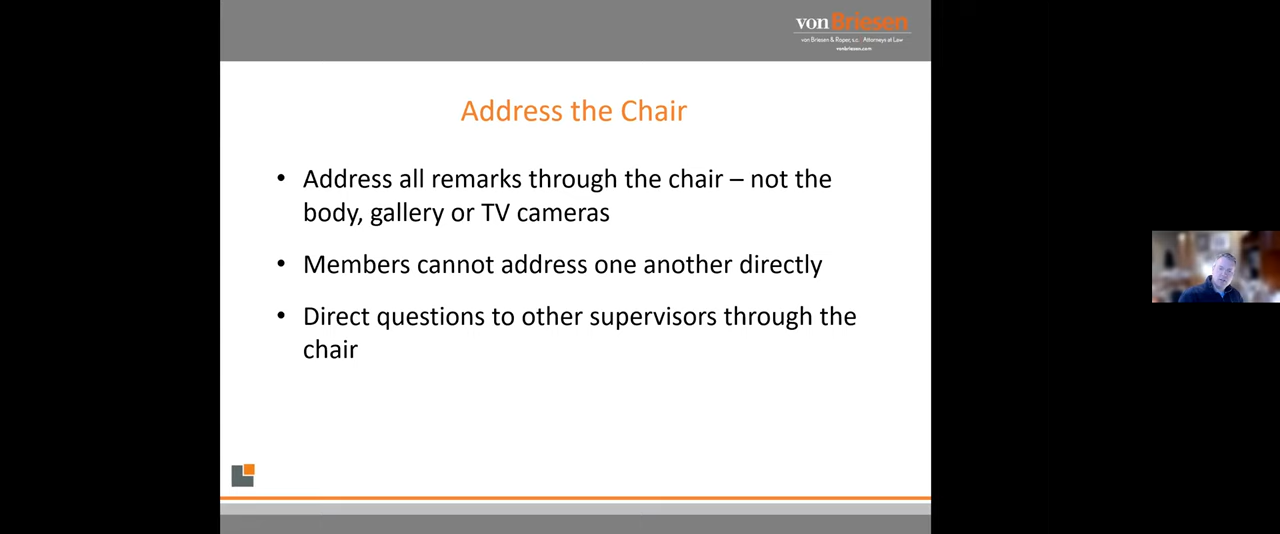 vonBriesen
von Briesen & Roper, s.c. Attorneys at Law
vonbriesen.com
Address the Chair
• Address all remarks through the chair – not the
body, gallery or TV cameras
• Members cannot address one another directly
• Direct questions to other supervisors through the
chair